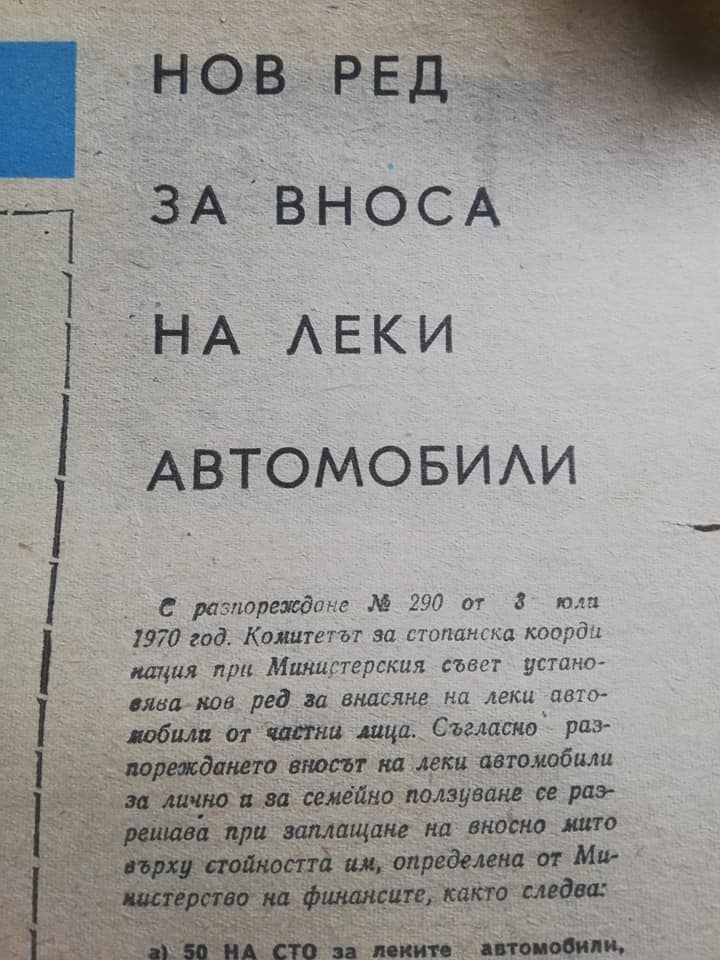 НОВ РЕД
ЗА ВНОСА
НА ЛЕКИ
АВТОМОБИЛИ
С разпореждане № 290 от 3 юли
1970 год. Комитетът за стопанска коорди
нация при Министерския съвет устано-
вява нов ред за внасяне на леки авто-
мобили от частни лица. Съгласно раз-
пореждането вносът на леки автомобили
за лично и за семейно ползуване се раз-
решава при заплащане на вносно мито
върху стойността им, определена от Ми-
нистерство на финансите, както следва:
а) 50 НА СТО за леките автомобили,